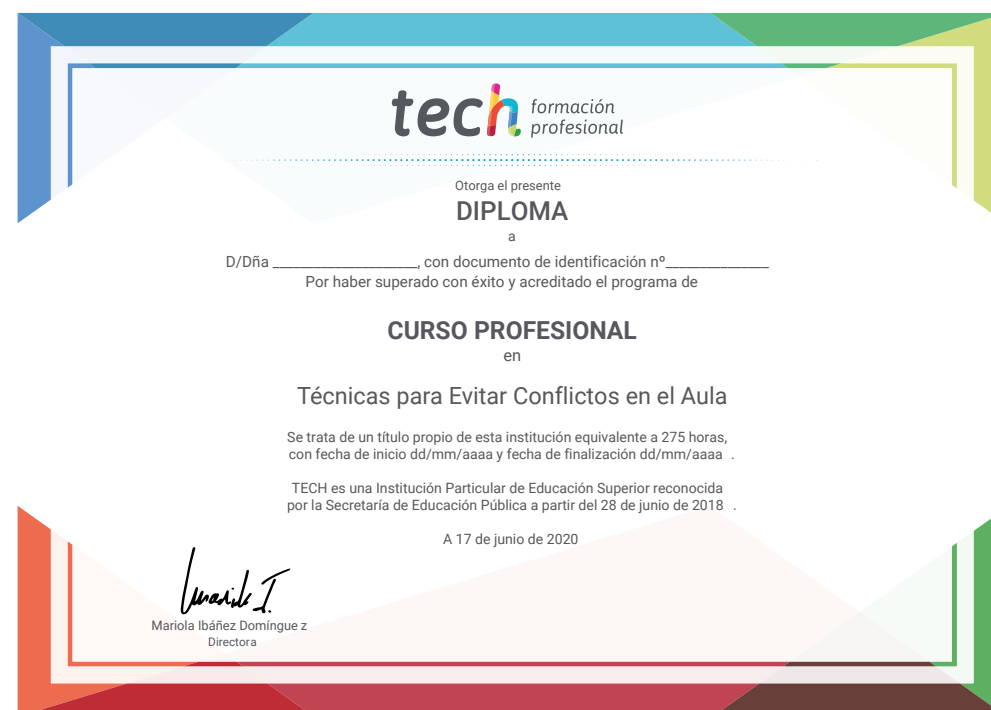 tech formación
profesional
Otorga el presente
DIPLOMA
a
D/Dña _____________________, con documento de identificación nº_______________
Por haber superado con éxito y acreditado el programa de
CURSO PROFESIONAL
en
Técnicas para Evitar Conflictos en el Aula
Se trata de un título propio de esta institución equivalente a 275 horas,
con fecha de inicio dd/mm/aaaa y fecha de finalización dd/mm/aaaa .
TECH es una Institución Particular de Educación Superior reconocida
por la Secretaría de Educación Pública a partir del 28 de junio de 2018 .
A 17 de junio de 2020
Mariola Ibáñez Domíngue z
Directora